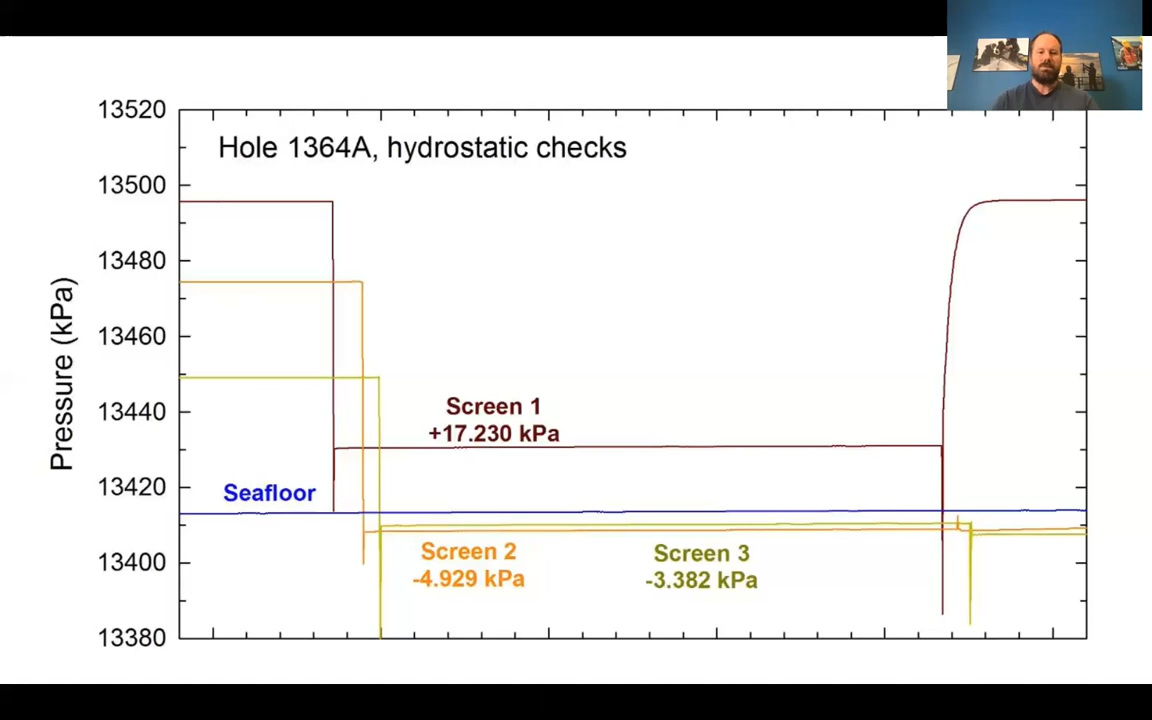 Hole 1364A, hydrostatic checks
Pressure (kPa)
13520
13500
13480
13460
13440
13420
13400
13380
Screen 1
+17.230 kPa
Seafloor
Screen 2
-4.929 kPa
Screen 3
-3.382 kPa